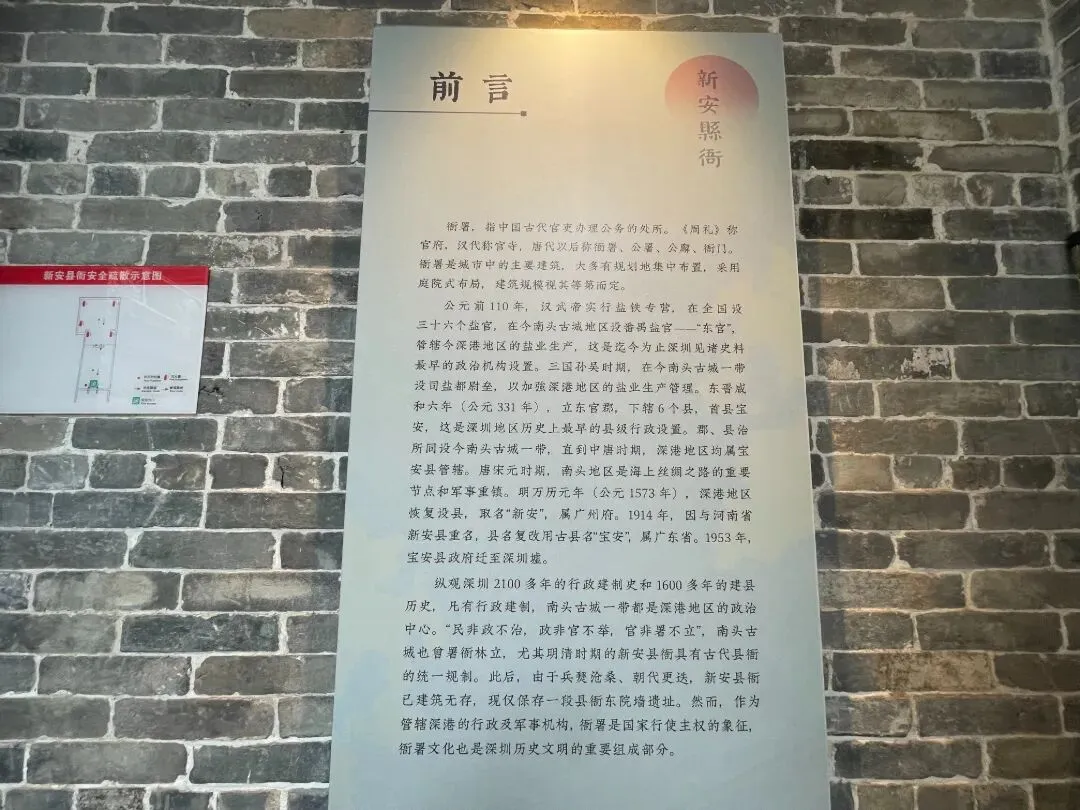 前言
新安縣衙
衙署，指中国古代官吏办理公务的处所。《周礼》称
官府，汉代称官寺，唐代以后称衙署、公署、公廨、衙门。
衙署是城市中的主要建筑，大多有规划地集中布置，采用
庭院式布局，建筑规模视其等第而定。
公元前110年，汉武帝实行盐铁专营，在全国设
三十六个盐官，在今南头古城地区设番禺盐官——“东官”，
管辖今深港地区的盐业生产，这是迄今为止深圳见诸史料
最早的政治机构设置。三国孙吴时期，在今南头古城一带
设司盐都尉垒，以加强深港地区的盐业生产管理。东晋咸
和六年（公元331年），立东官郡，下辖6个县，首县宝
安，这是深圳地区历史上最早的县级行政设置。郡、县治
所同设今南头古城一带，直到中唐时期，深港地区均属宝
安县管辖。唐宋元时期，南头地区是海上丝绸之路的重要
节点和军事重镇。明万历元年（公元1573年），深港地区
恢复设县，取名“新安”，属广州府。1914年，因与河南省
新安县重名，县名复改用古县名“宝安”，属广东省。1953年，
宝安县政府迁至深圳墟。
纵观深圳2100多年的行政建制史和1600多年的建县
历史，凡有行政建制，南头古城一带都是深港地区的政治
中心。“民非政不治，政非官不举，官非署不立”，南头古
城也曾署衙林立，尤其明清时期的新安县衙具有古代县衙
的统一规制。此后，由于兵燹沧桑、朝代更迭，新安县衙
已建筑无存，现仅保存一段县衙东院墙遗址。然而，作为
管辖深港的行政及军事机构，衙署是国家行使主权的象征，
衙署文化也是深圳历史文明的重要组成部分。
新安县衙安全疏散示意图